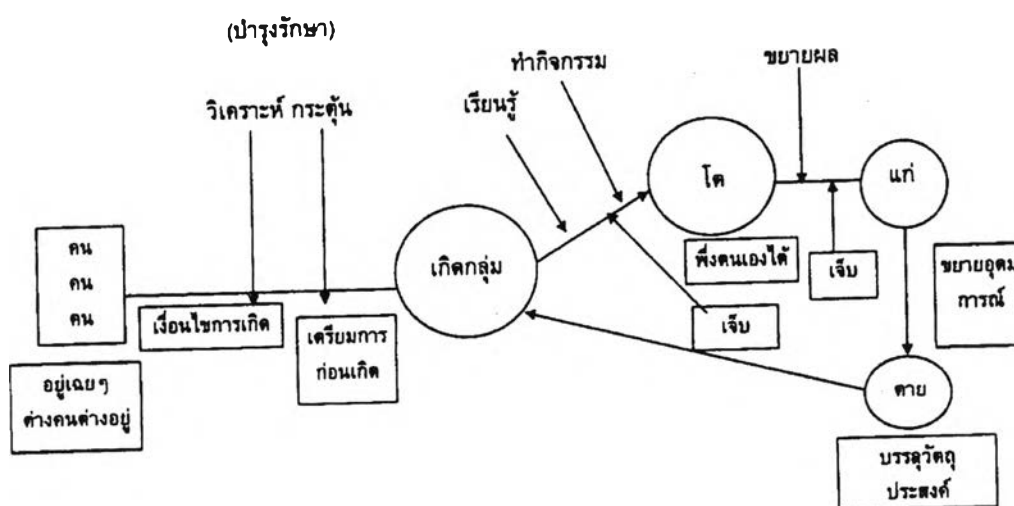 (บำรุงรักษา)
ทำกิจกรรม
ขยายผล
เรียนรู้
วิเคราะห์ กระตุ้น
โต
แก่
คน
คน
คน
เกิดกลุ่ม
พึ่งตนเองได้
เจ็บ
ขยายอุดม
การณ์
เงื่อนไขการเกิด
เตรียมการ
ก่อนเกิด
เจ็บ
อยู่เฉยๆ
ต่างคนต่างอยู่
ตาย
บรรลุวัตถุ
ประสงค์